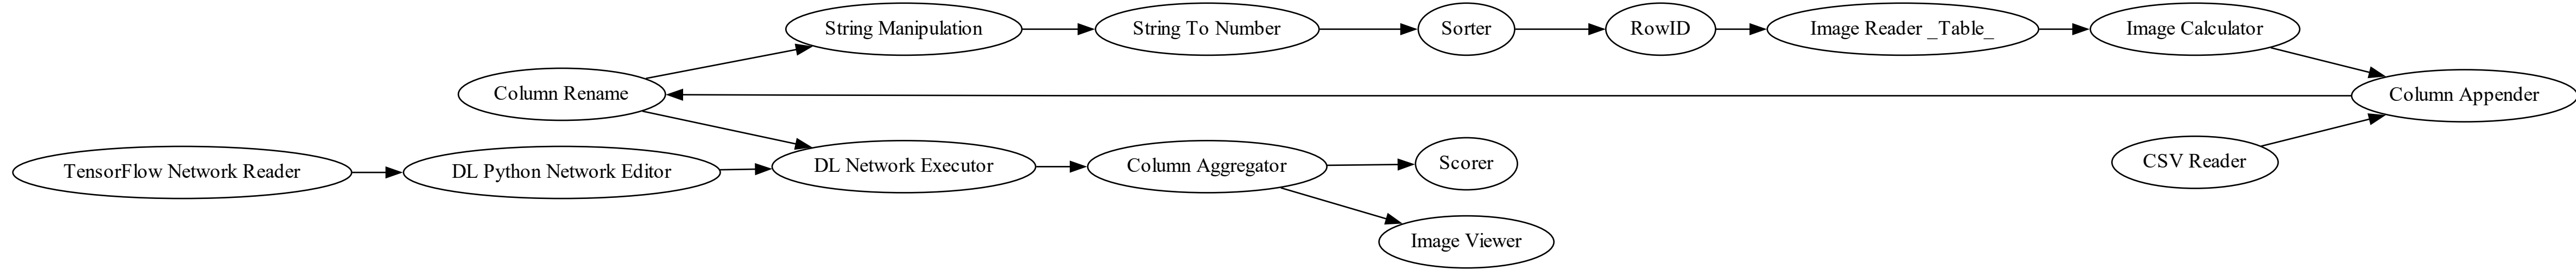 String Manipulation
String To Number
Sorter
RowID
Image Reader _Table_
Image Calculator
Column Rename
Column Appender
TensorFlow Network Reader
DL Python Network Editor
DL Network Executor
Column Aggregator
Scorer
CSV Reader
Image Viewer